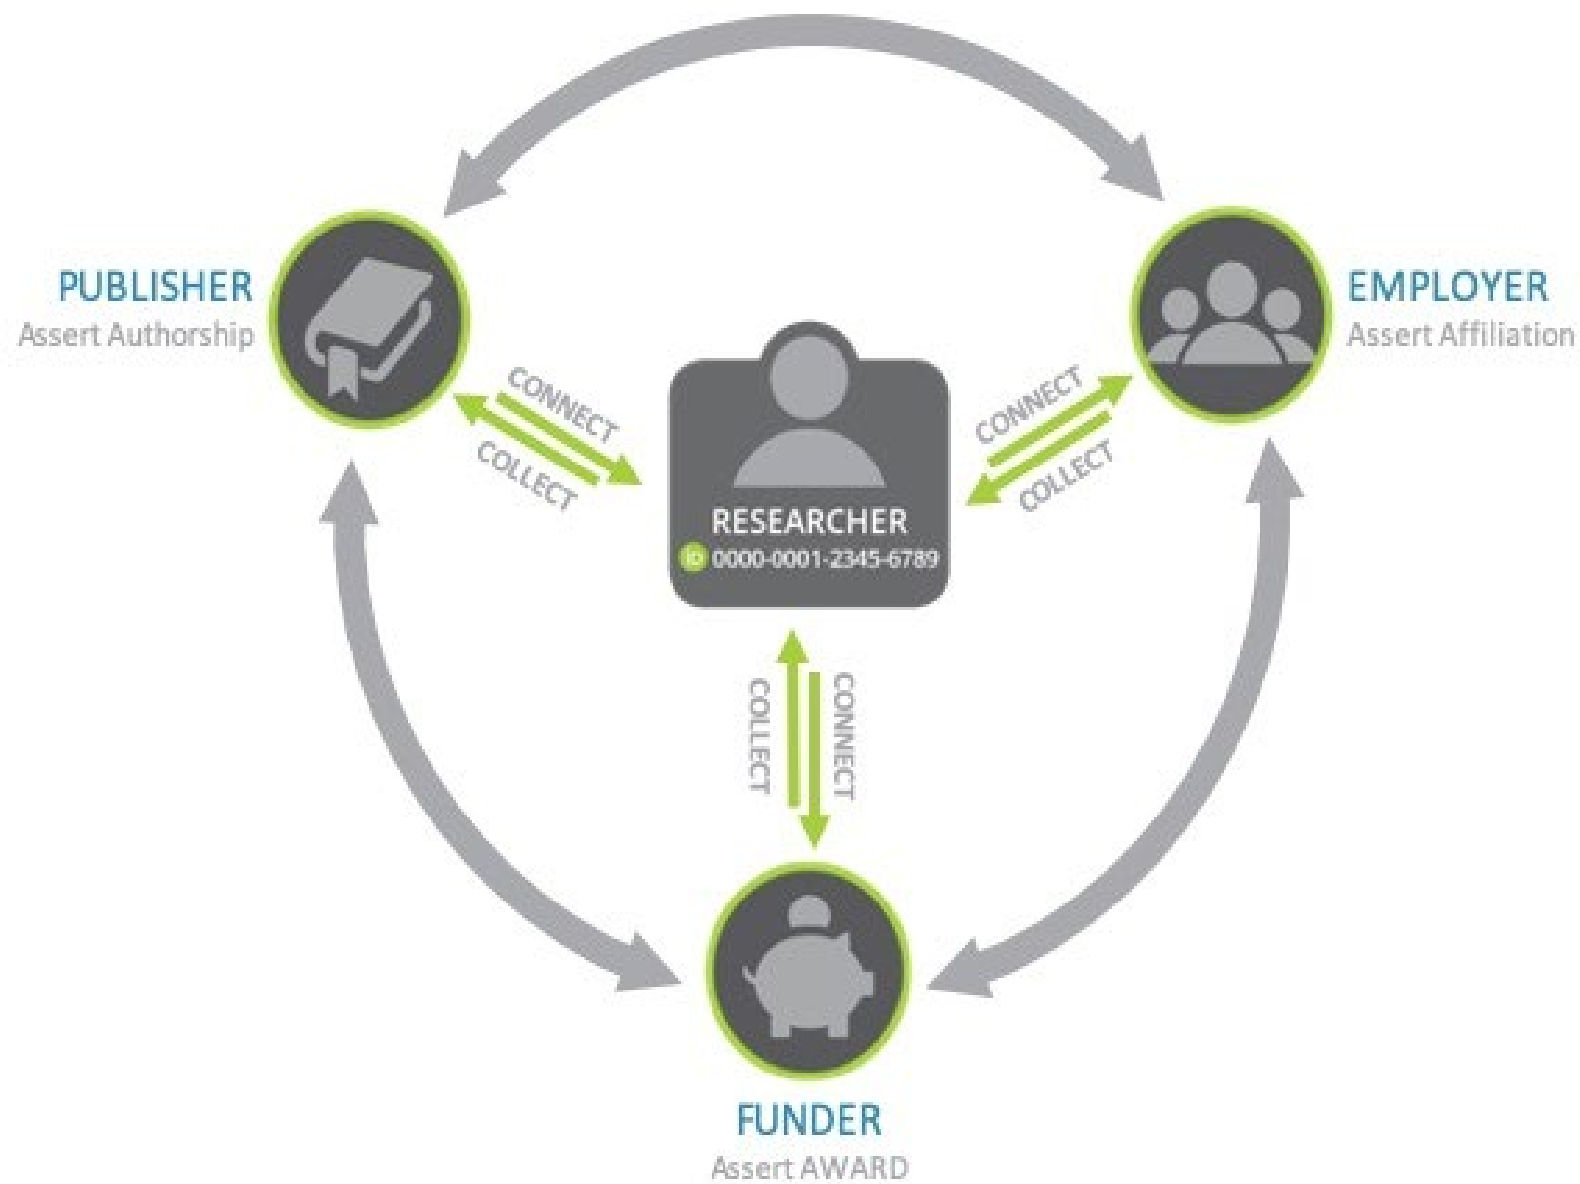 PUBLISHER
Assert Authorship
EMPLOYER
Assert Affiliation
CONNECT
COLLECT
CONNECT
COLLECT
RESEARCHER
iD 0000-0001-2345-6789
COLLECT
CONNECT
FUNDER
Assert AWARD